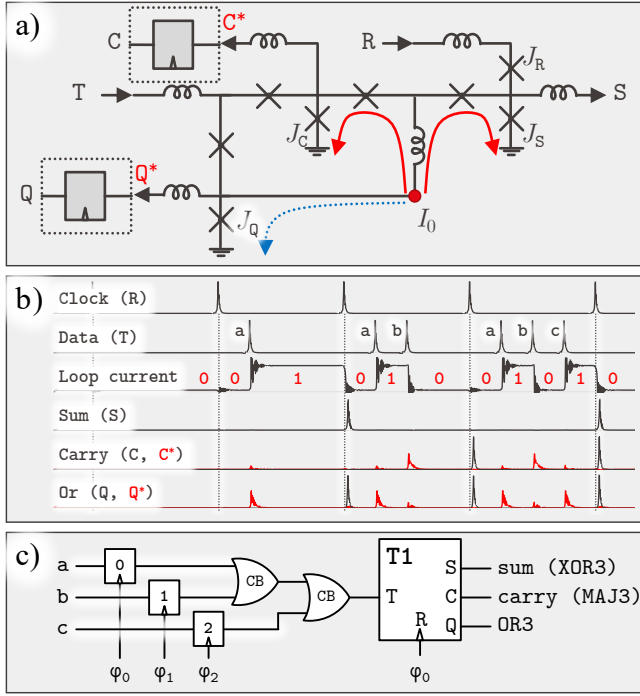 a)
C
C*
R
J_R
T
S
J_C
J_S
Q
Q*
J_Q
I_0
b)
Clock (R)
Data (T)
a a b a b c
Loop current
0 0 1 0 1 0 0 1 0 1 0
Sum (S)
Carry (C, C*)
Or (Q, Q*)
c)
T1
a 0 CB S sum (XOR3)
b 1 CB T C carry (MAJ3)
c 2 R Q OR3
φ0 φ1 φ2 φ0